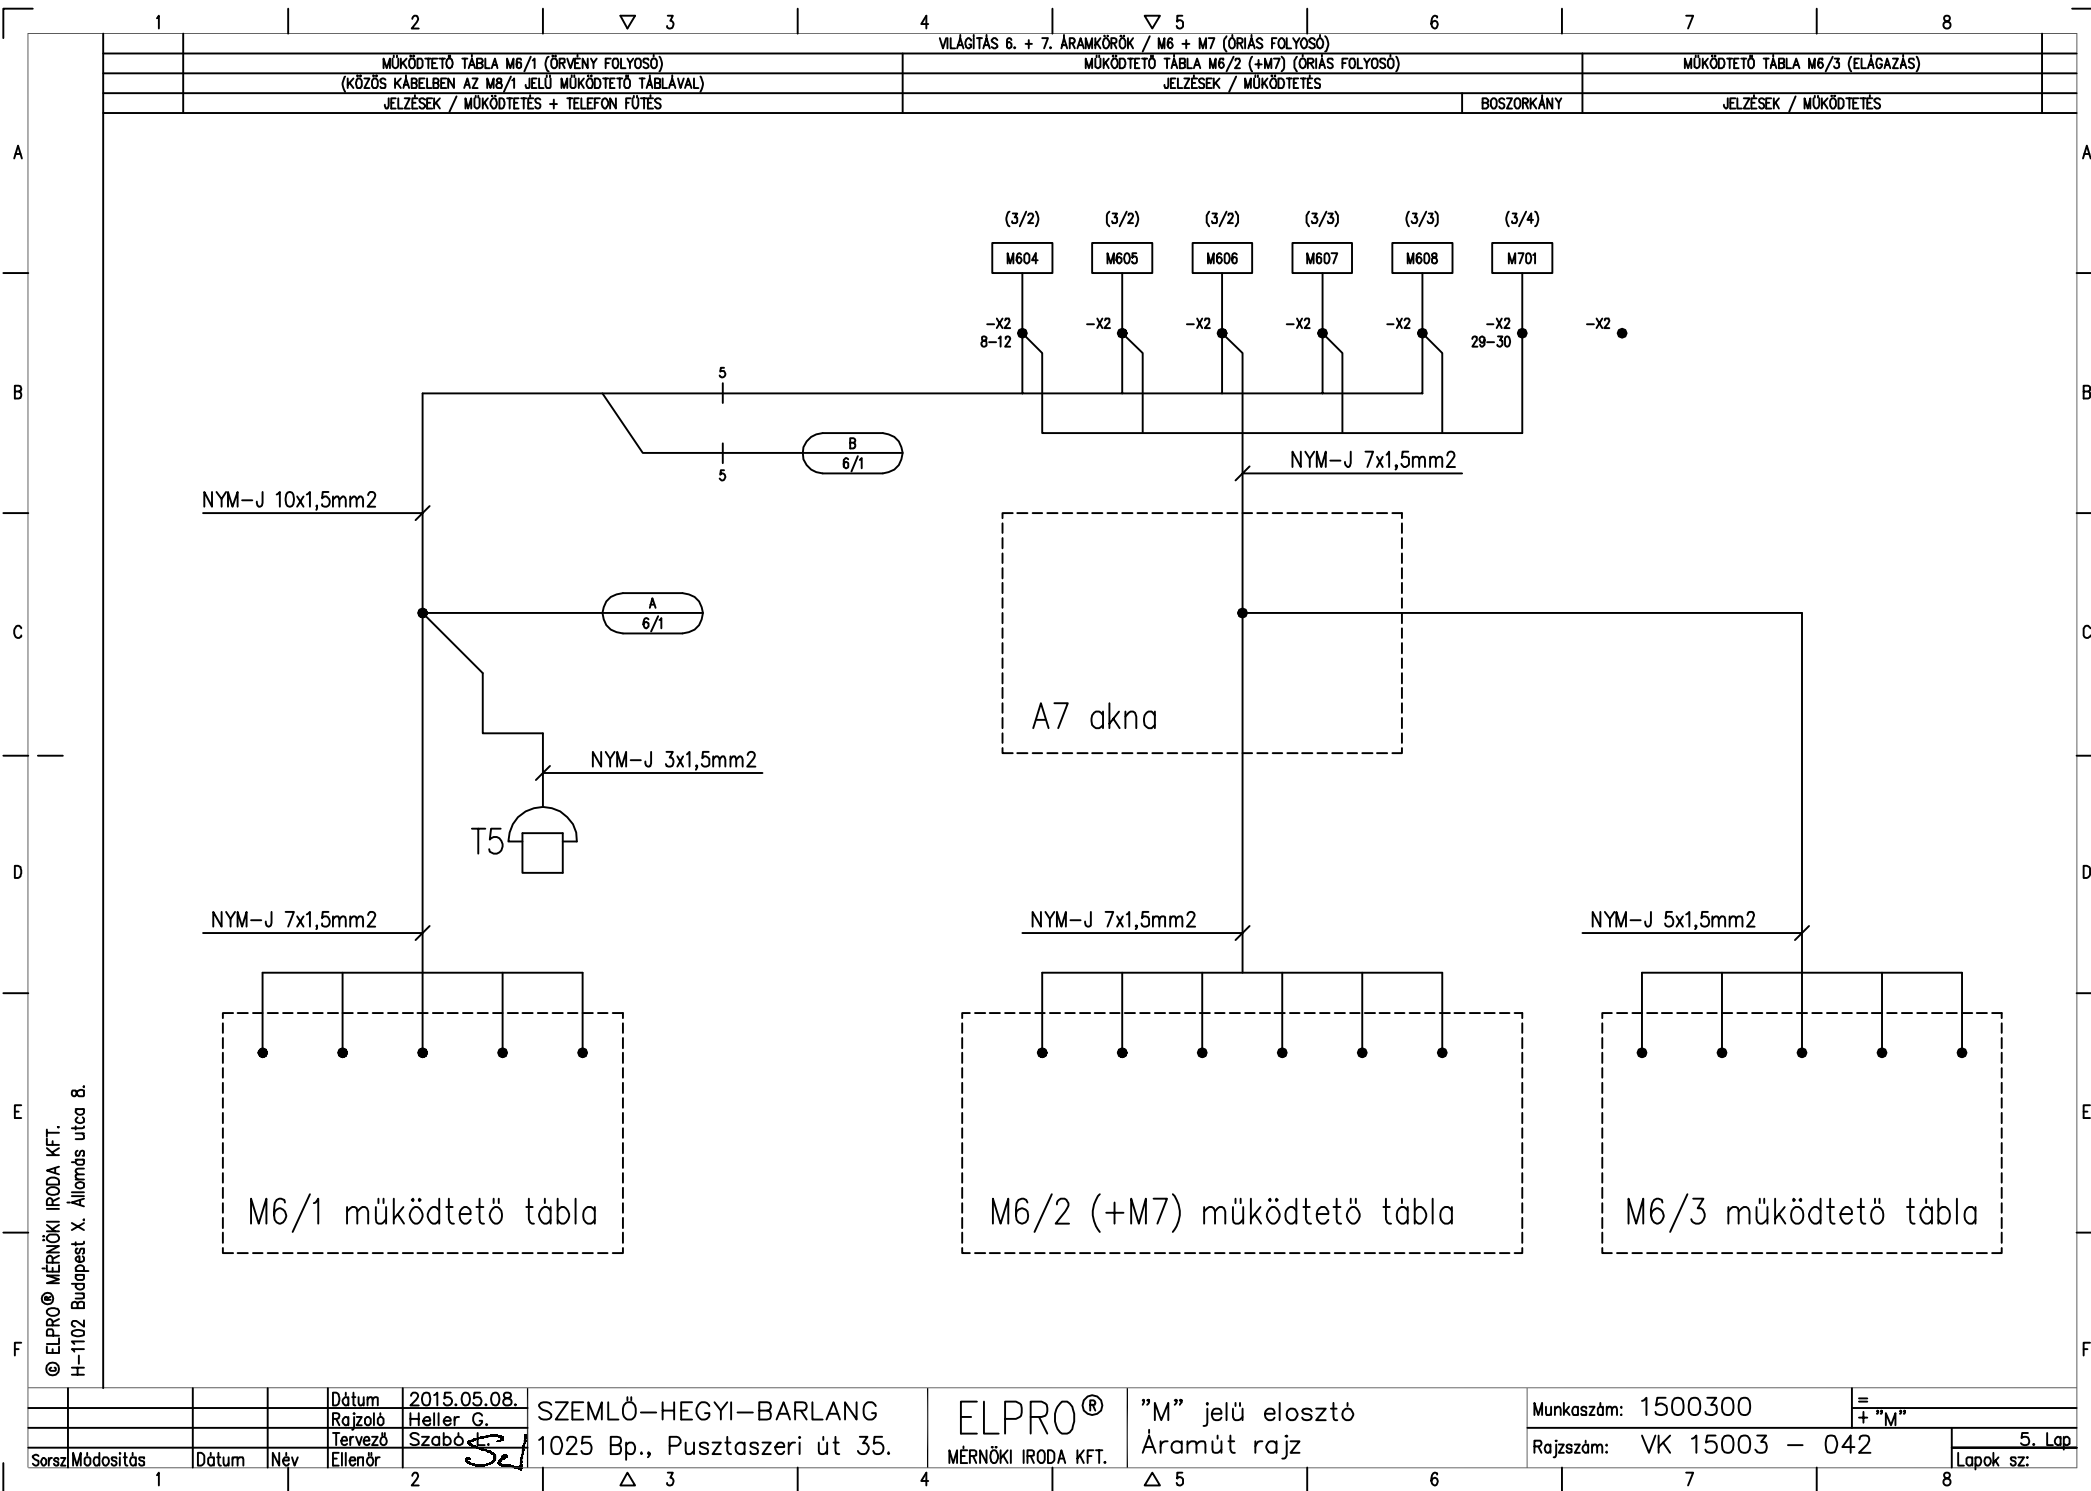 1 2 3 4 5 6 7 8
VILÁGÍTÁS 6. + 7. ÁRAMKÖRÖK / M6 + M7 (ÓRIÁS FOLYOSÓ)
MŰKÖDTETŐ TÁBLA M6/1 (ÖRVÉNY FOLYOSÓ) MŰKÖDTETŐ TÁBLA M6/2 (+M7) (ÓRIÁS FOLYOSÓ) MŰKÖDTETŐ TÁBLA M6/3 (ELÁGAZÁS)
(KÖZÖS KÁBELBEN AZ M8/1 JELŰ MŰKÖDTETŐ TÁBLÁVAL) JELZÉSEK / MŰKÖDTETÉS
JELZÉSEK / MŰKÖDTETÉS + TELEFON FŰTÉS BOSZORKÁNY JELZÉSEK / MŰKÖDTETÉS
A A
(3/2) (3/2) (3/2) (3/3) (3/3) (3/4)
M604 M605 M606 M607 M608 M701
-X2 -X2 -X2 -X2 -X2 -X2 -X2
8-12 29-30
5
B B
B
6/1
5
NYM-J 7x1,5mm2
NYM-J 10x1,5mm2
A
6/1
C C
A7 akna
NYM-J 3x1,5mm2
T5
D D
NYM-J 7x1,5mm2 NYM-J 7x1,5mm2 NYM-J 5x1,5mm2
E E
M6/1 működtető tábla M6/2 (+M7) működtető tábla M6/3 működtető tábla
F F
© ELPRO® MÉRNÖKI IRODA KFT.
H-1102 Budapest X. Állomás utca 8.
Dátum 2015.05.08.
Rajzoló Heller G.
Tervező Szabó L.
Sorsz Módosítás Dátum Név Ellenőr
SZEMLŐ-HEGYI-BARLANG
1025 Bp., Pusztaszeri út 35.
ELPRO®
MÉRNÖKI IRODA KFT.
"M" jelű elosztó
Áramút rajz
Munkaszám: 1500300
Rajzszám: VK 15003 - 042
=
+ "M"
5. Lap
Lapok sz:
1 2 3 4 5 6 7 8